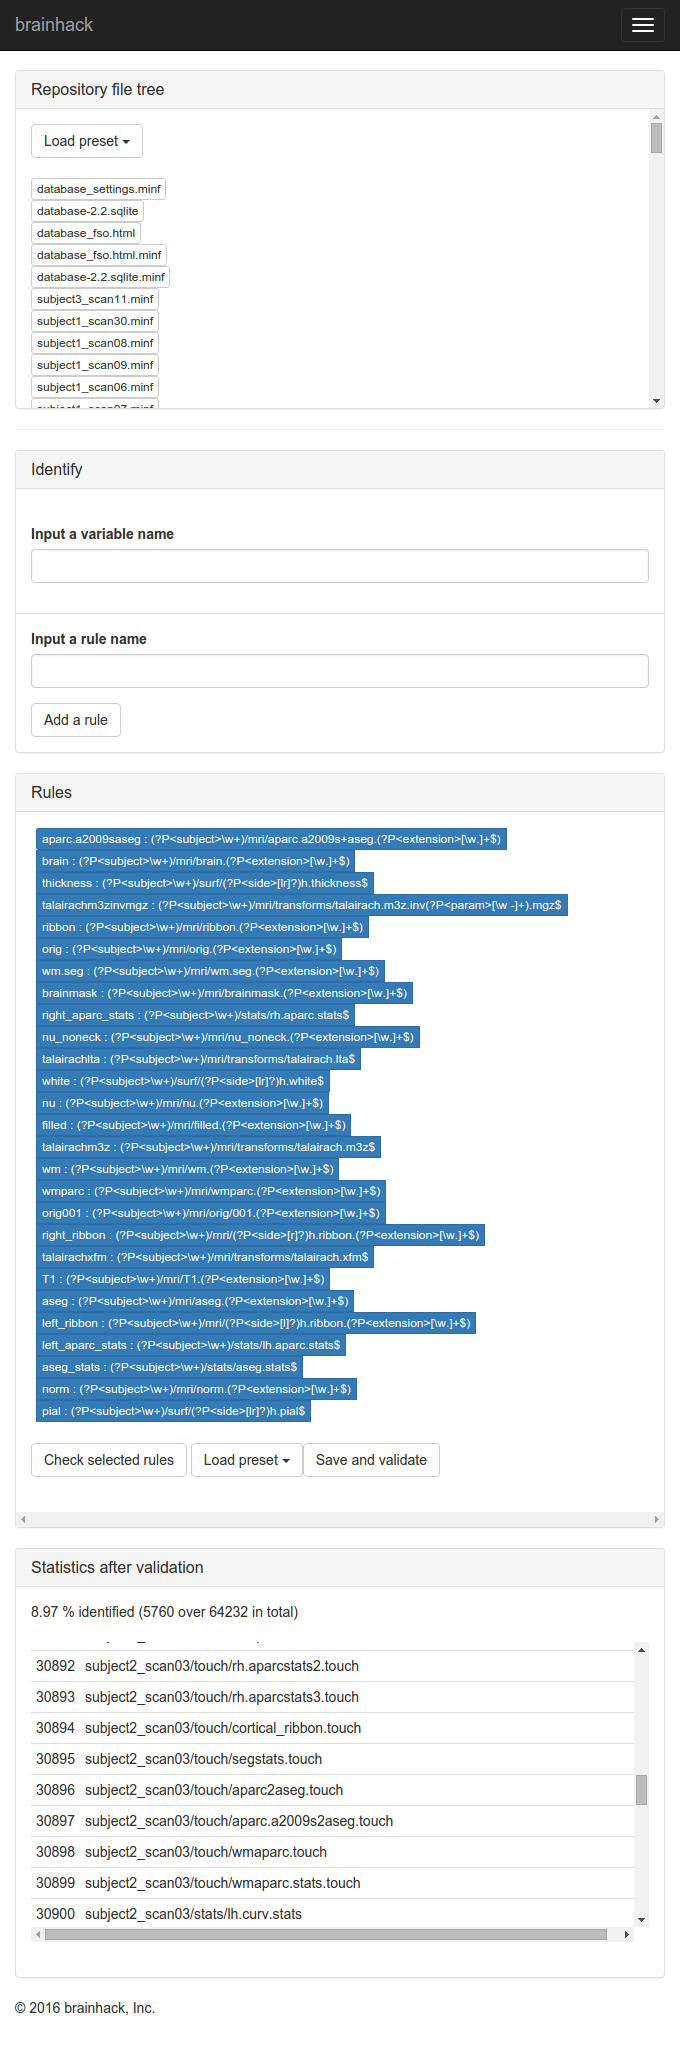 brainhack
Repository file tree
Load preset
database_settings.minf
database-2.2.sqlite
database_fso.html
database_fso.html.minf
database-2.2.sqlite.minf
subject3_scan11.minf
subject1_scan30.minf
subject1_scan08.minf
subject1_scan09.minf
subject1_scan06.minf
subject1_scan07.minf
Identify
Input a variable name
Input a rule name
Add a rule
Rules
aparc.a2009saseg : (?P<subject>\w+)/mri/aparc.a2009s+aseg.(?P<extension>[\w.]+$)
brain : (?P<subject>\w+)/mri/brain.(?P<extension>[\w.]+$)
thickness : (?P<subject>\w+)/surf/(?P<side>[lr]?)h.thickness$
talairachm3zinvmgz : (?P<subject>\w+)/mri/transforms/talairach.m3z.inv(?P<param>[\w -]+).mgz$
ribbon : (?P<subject>\w+)/mri/ribbon.(?P<extension>[\w.]+$)
orig : (?P<subject>\w+)/mri/orig.(?P<extension>[\w.]+$)
wm.seg : (?P<subject>\w+)/mri/wm.seg.(?P<extension>[\w.]+$)
brainmask : (?P<subject>\w+)/mri/brainmask.(?P<extension>[\w.]+$)
right_aparc_stats : (?P<subject>\w+)/stats/rh.aparc.stats$
nu_noneck : (?P<subject>\w+)/mri/nu_noneck.(?P<extension>[\w.]+$)
talairachlta : (?P<subject>\w+)/mri/transforms/talairach.lta$
white : (?P<subject>\w+)/surf/(?P<side>[lr]?)h.white$
nu : (?P<subject>\w+)/mri/nu.(?P<extension>[\w.]+$)
filled : (?P<subject>\w+)/mri/filled.(?P<extension>[\w.]+$)
talairachm3z : (?P<subject>\w+)/mri/transforms/talairach.m3z$
wm : (?P<subject>\w+)/mri/wm.(?P<extension>[\w.]+$)
wmparc : (?P<subject>\w+)/mri/wmparc.(?P<extension>[\w.]+$)
orig001 : (?P<subject>\w+)/mri/orig/001.(?P<extension>[\w.]+$)
right_ribbon : (?P<subject>\w+)/mri/(?P<side>[r]?)h.ribbon.(?P<extension>[\w.]+$)
talairachxfm : (?P<subject>\w+)/mri/transforms/talairach.xfm$
T1 : (?P<subject>\w+)/mri/T1.(?P<extension>[\w.]+$)
aseg : (?P<subject>\w+)/mri/aseg.(?P<extension>[\w.]+$)
left_ribbon : (?P<subject>\w+)/mri/(?P<side>[l]?)h.ribbon.(?P<extension>[\w.]+$)
left_aparc_stats : (?P<subject>\w+)/stats/lh.aparc.stats$
aseg_stats : (?P<subject>\w+)/stats/aseg.stats$
norm : (?P<subject>\w+)/mri/norm.(?P<extension>[\w.]+$)
pial : (?P<subject>\w+)/surf/(?P<side>[lr]?)h.pial$
Check selected rules Load preset Save and validate
Statistics after validation
8.97 % identified (5760 over 64232 in total)
30892 subject2_scan03/touch/rh.aparcstats2.touch
30893 subject2_scan03/touch/rh.aparcstats3.touch
30894 subject2_scan03/touch/cortical_ribbon.touch
30895 subject2_scan03/touch/segstats.touch
30896 subject2_scan03/touch/aparc2aseg.touch
30897 subject2_scan03/touch/aparc.a2009s2aseg.touch
30898 subject2_scan03/touch/wmaparc.touch
30899 subject2_scan03/touch/wmaparc.stats.touch
30900 subject2_scan03/stats/lh.curv.stats
© 2016 brainhack, Inc.